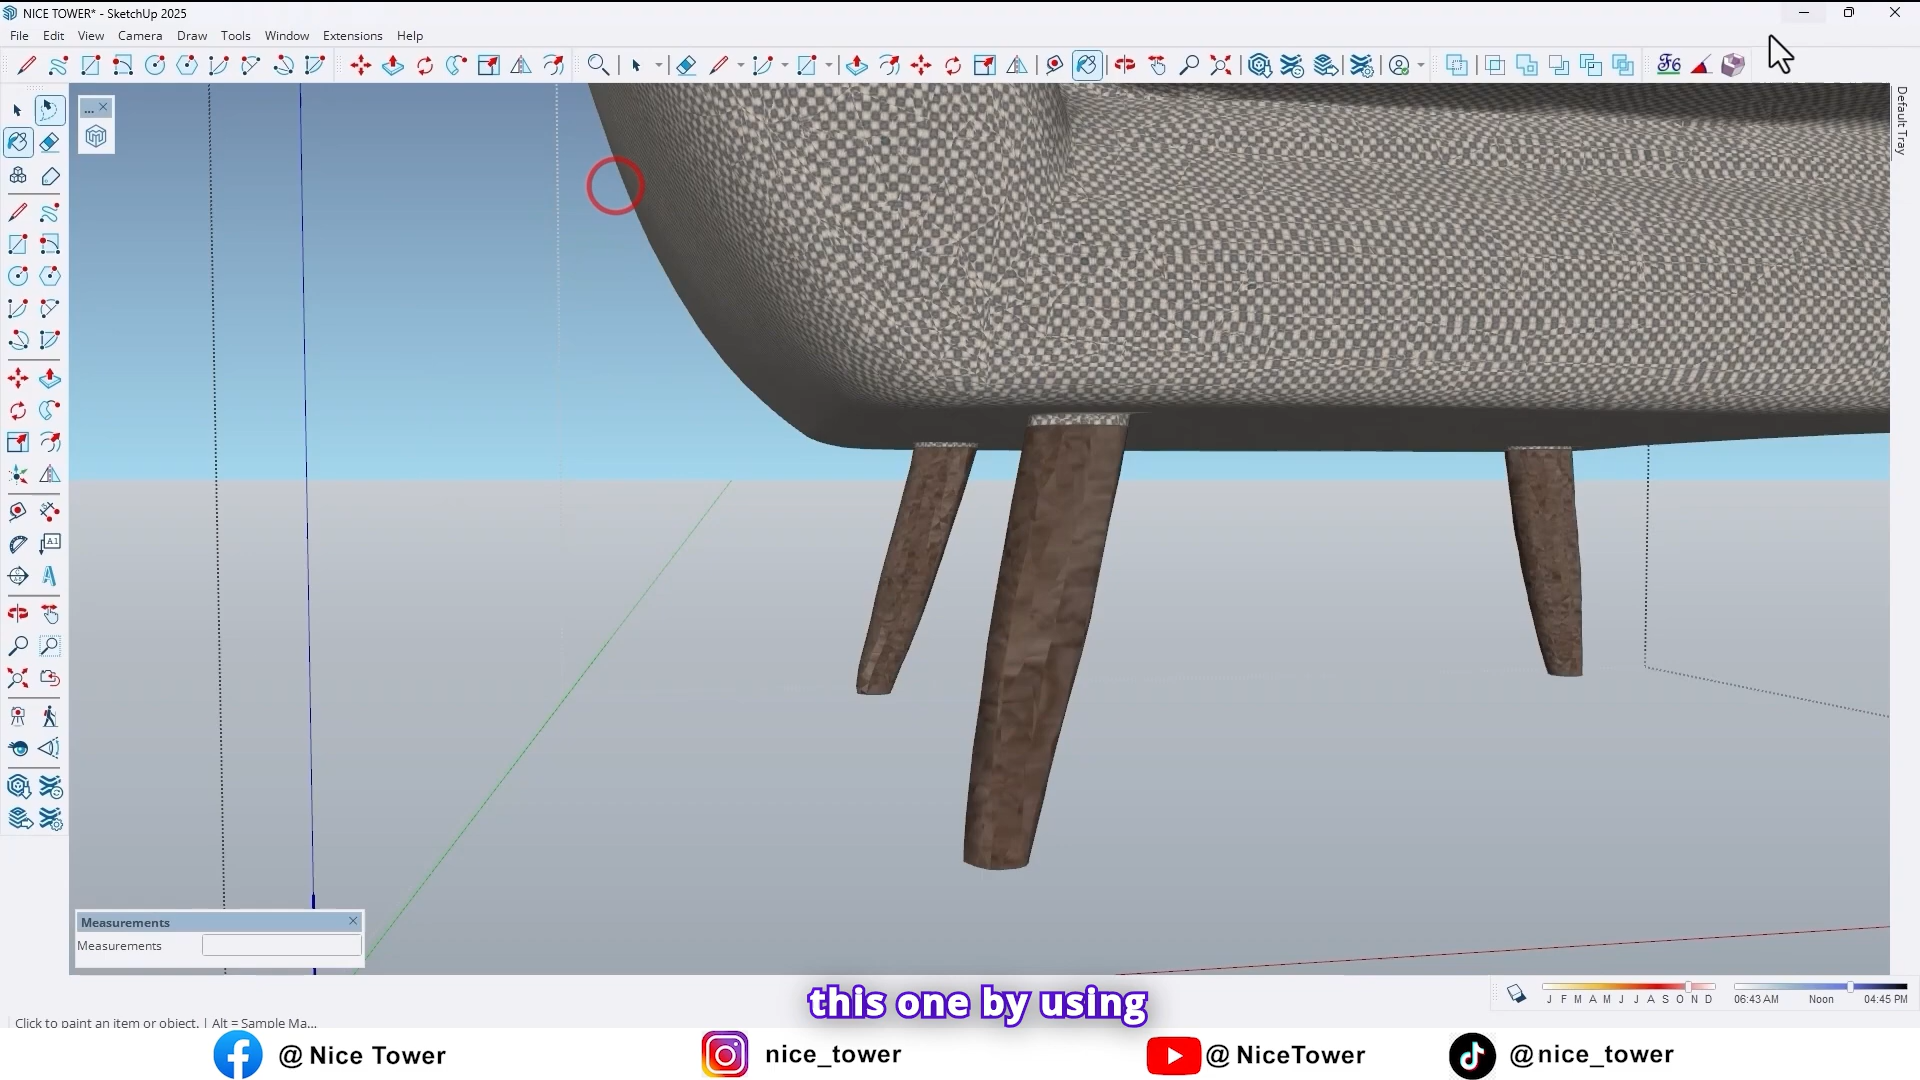 NICE TOWER* - SketchUp 2025
File Edit View Camera Draw Tools Window Extensions Help
Default Tray
...
A1
Measurements
Measurements
J F M A M J J A S O N D
06:43 AM Noon 04:45 PM
this one by using
Click to paint an item or object. | Alt = Sample Ma...
@ Nice Tower
nice_tower
@ NiceTower
@nice_tower